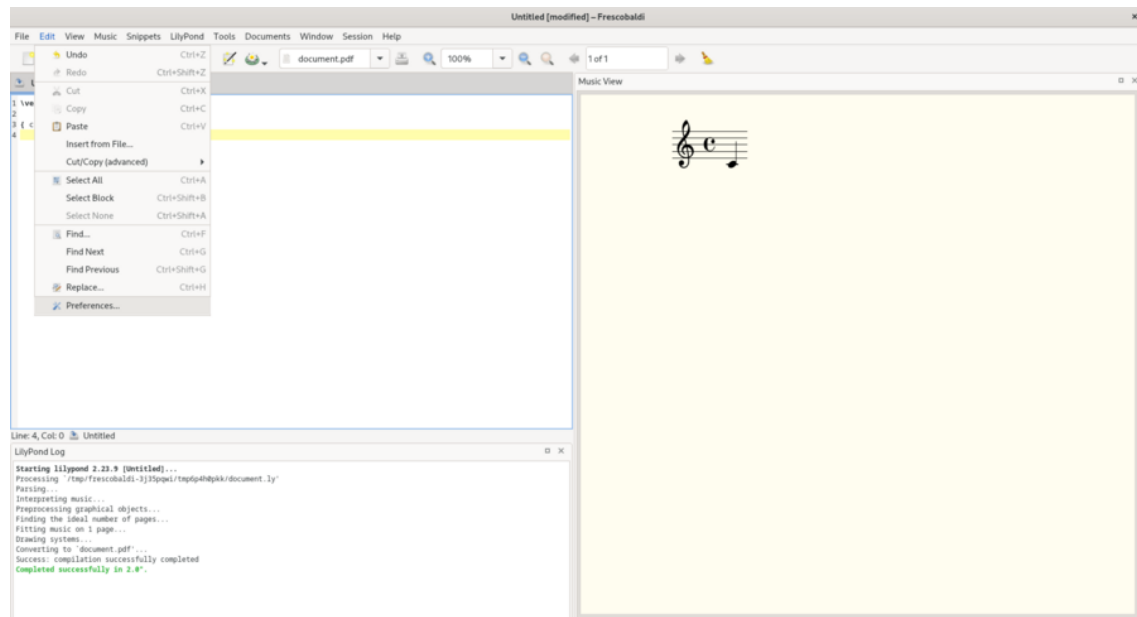 Untitled [modified] – Frescobaldi
File Edit View Music Snippets LilyPond Tools Documents Window Session Help
document.pdf 100% 1 of 1
Undo Ctrl+Z
Redo Ctrl+Shift+Z
Cut Ctrl+X
Copy Ctrl+C
Paste Ctrl+V
Insert from File...
Cut/Copy (advanced)
Select All Ctrl+A
Select Block Ctrl+Shift+B
Select None Ctrl+Shift+A
Find... Ctrl+F
Find Next Ctrl+G
Find Previous Ctrl+Shift+G
Replace... Ctrl+H
Preferences...
1 \ve
2
3 { c
4
Music View
Line: 4, Col: 0 Untitled
LilyPond Log
Starting lilypond 2.23.9 [Untitled]...
Processing `/tmp/frescobaldi-3j35pqwi/tmp6p4h0pkk/document.ly'
Parsing...
Interpreting music...
Preprocessing graphical objects...
Finding the ideal number of pages...
Fitting music on 1 page...
Drawing systems...
Converting to `document.pdf'...
Success: compilation successfully completed
Completed successfully in 2.0".